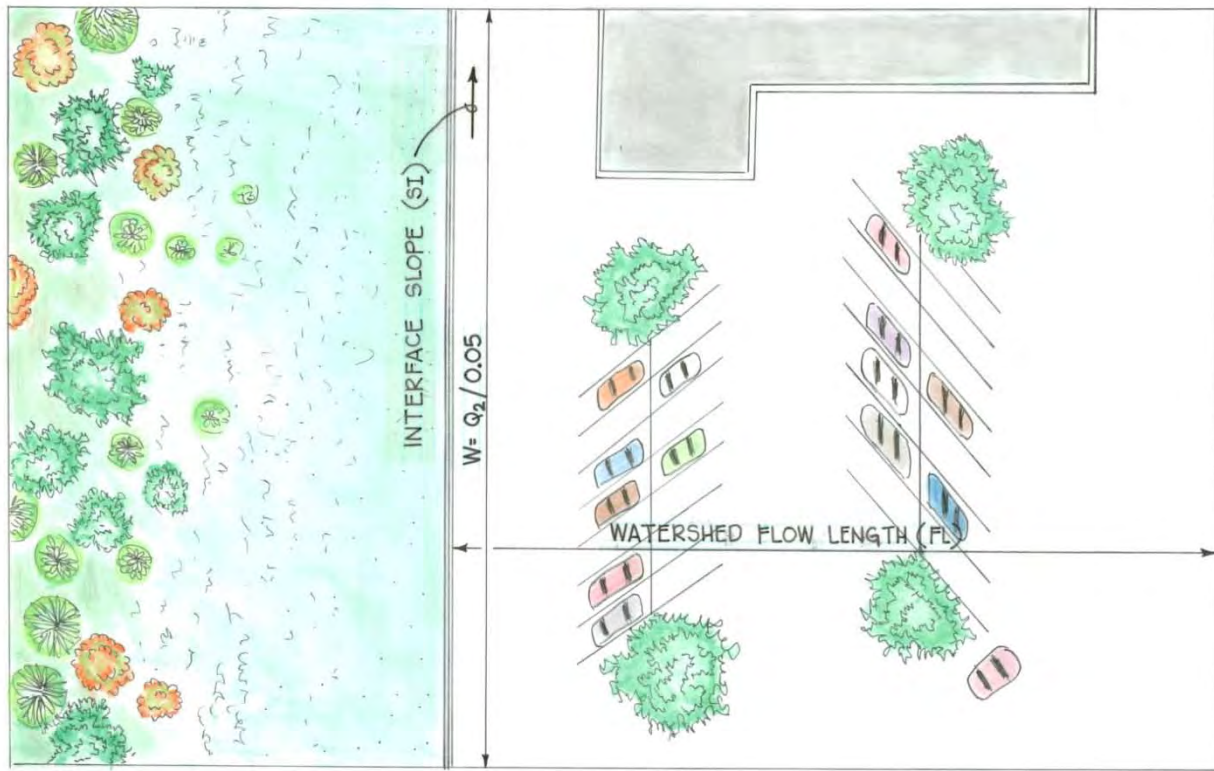 INTERFACE SLOPE (SI)
W= Q₂/0.05
WATERSHED FLOW LENGTH (FL)